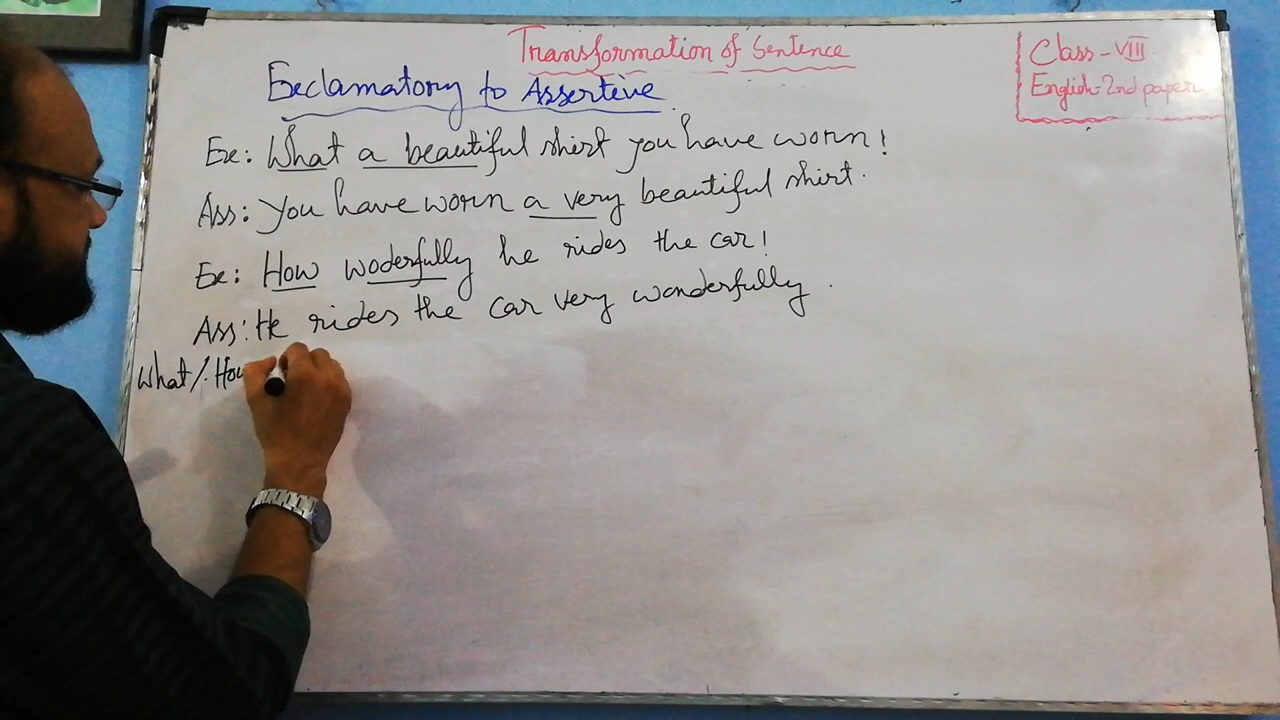 Transformation of Sentence
Class-VIII
English-2nd paper
Exclamatory to Assertive
Ex: What a beautiful shirt you have worn!
Ass: You have worn a very beautiful shirt.
Ex: How woderfully he rides the car!
Ass: He rides the car very wonderfully.
What/How